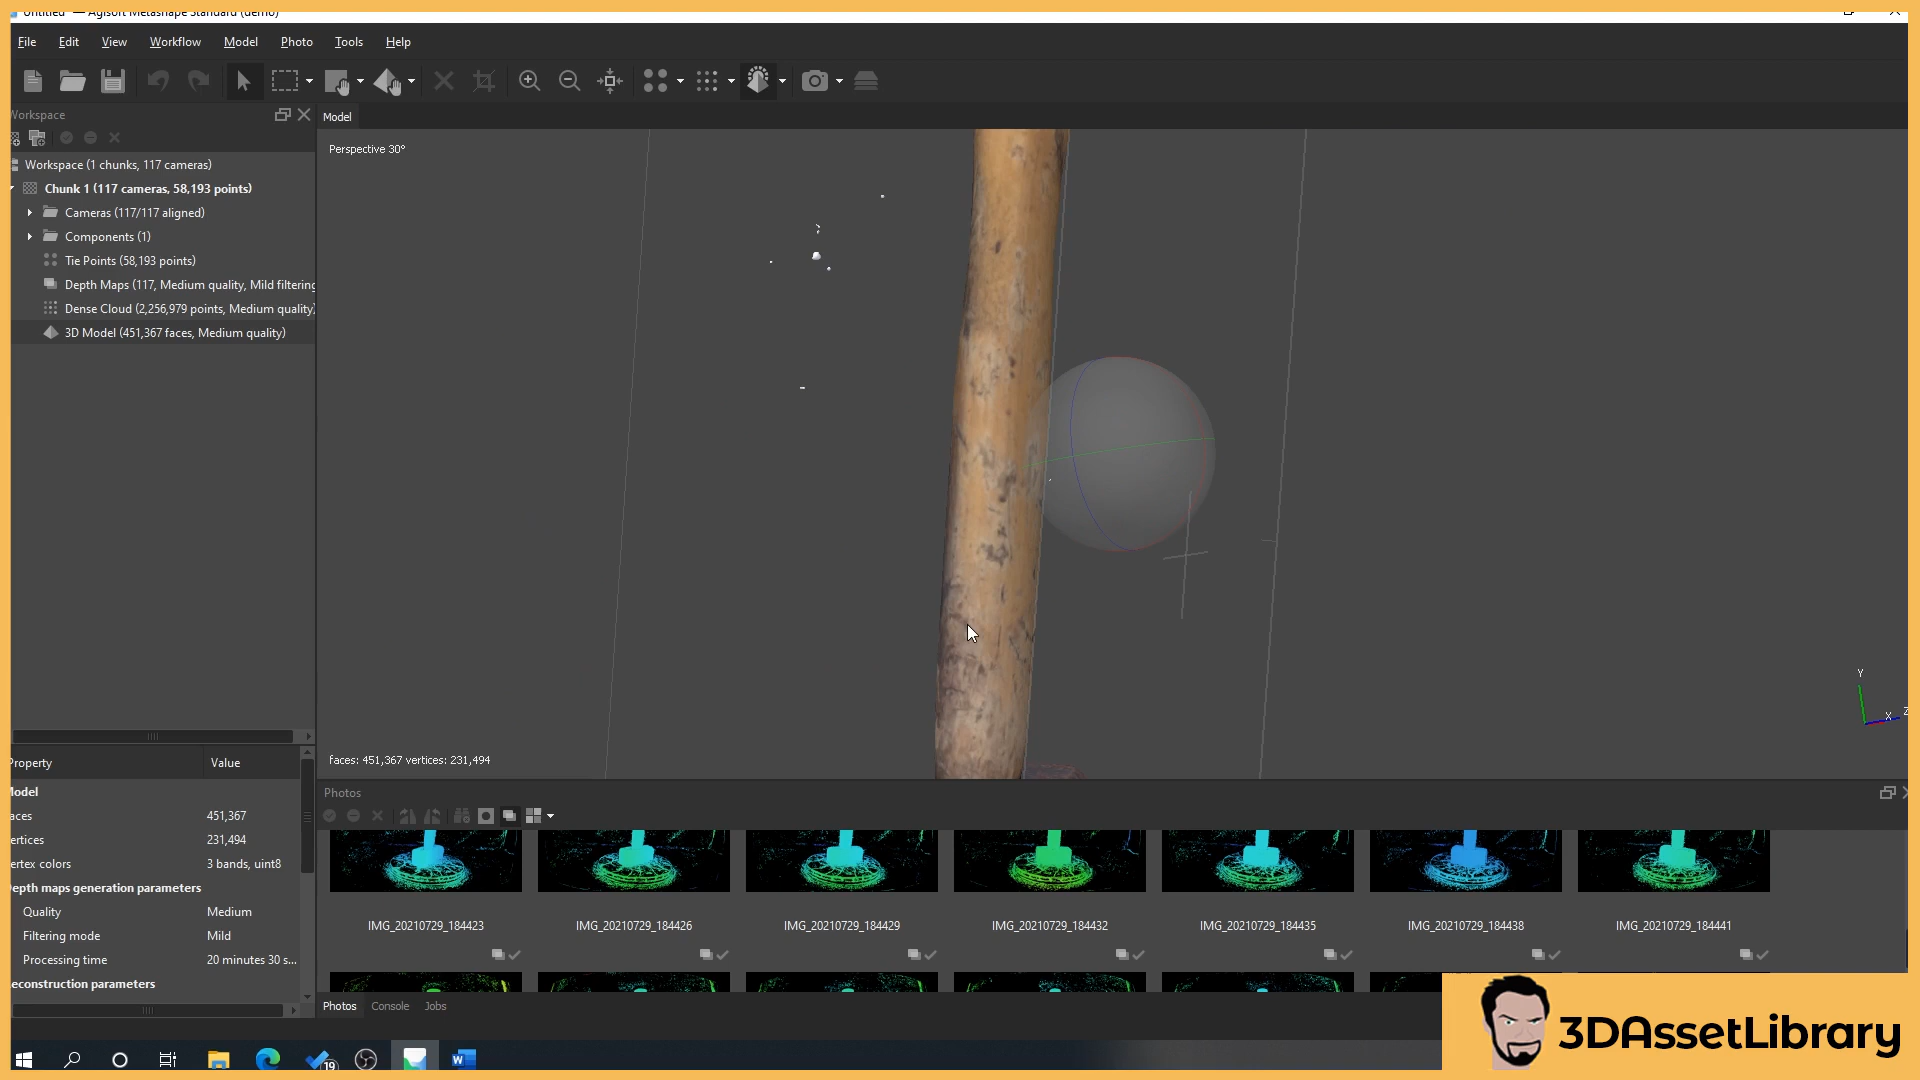 Untitled — Agisoft Metashape Standard (demo)
File Edit View Workflow Model Photo Tools Help
Workspace
Model
Perspective 30°
Workspace (1 chunks, 117 cameras)
Chunk 1 (117 cameras, 58,193 points)
Cameras (117/117 aligned)
Components (1)
Tie Points (58,193 points)
Depth Maps (117, Medium quality, Mild filtering
Dense Cloud (2,256,979 points, Medium quality)
3D Model (451,367 faces, Medium quality)
Y
X
Z
faces: 451,367 vertices: 231,494
Property Value
Model
aces 451,367
ertices 231,494
ertex colors 3 bands, uint8
Depth maps generation parameters
Quality Medium
Filtering mode Mild
Processing time 20 minutes 30 s...
econstruction parameters
Photos
IMG_20210729_184423
IMG_20210729_184426
IMG_20210729_184429
IMG_20210729_184432
IMG_20210729_184435
IMG_20210729_184438
IMG_20210729_184441
Photos Console Jobs
19
W
3DAssetLibrary